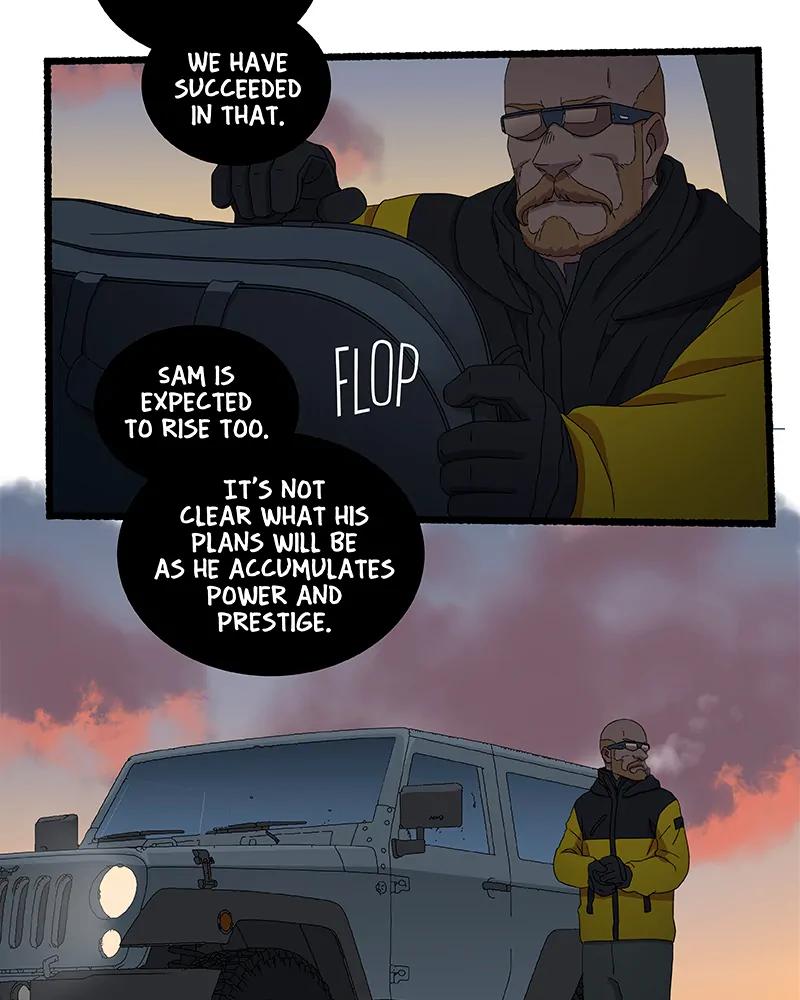 WE HAVE
SUCCEEDED
IN THAT.
FLOP
SAM IS
EXPECTED
TO RISE TOO.
IT'S NOT
CLEAR WHAT HIS
PLANS WILL BE
AS HE ACCUMULATES
POWER AND
PRESTIGE.